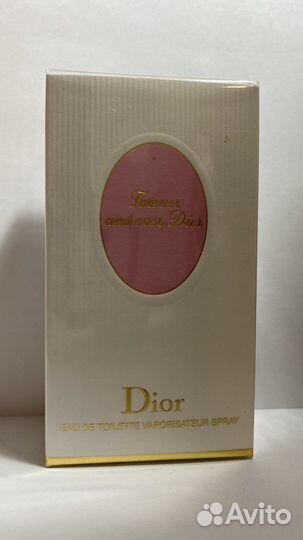 Forever
and ever Dior
Dior
EAU DE TOILETTE VAPORISATEUR SPRAY
Avito